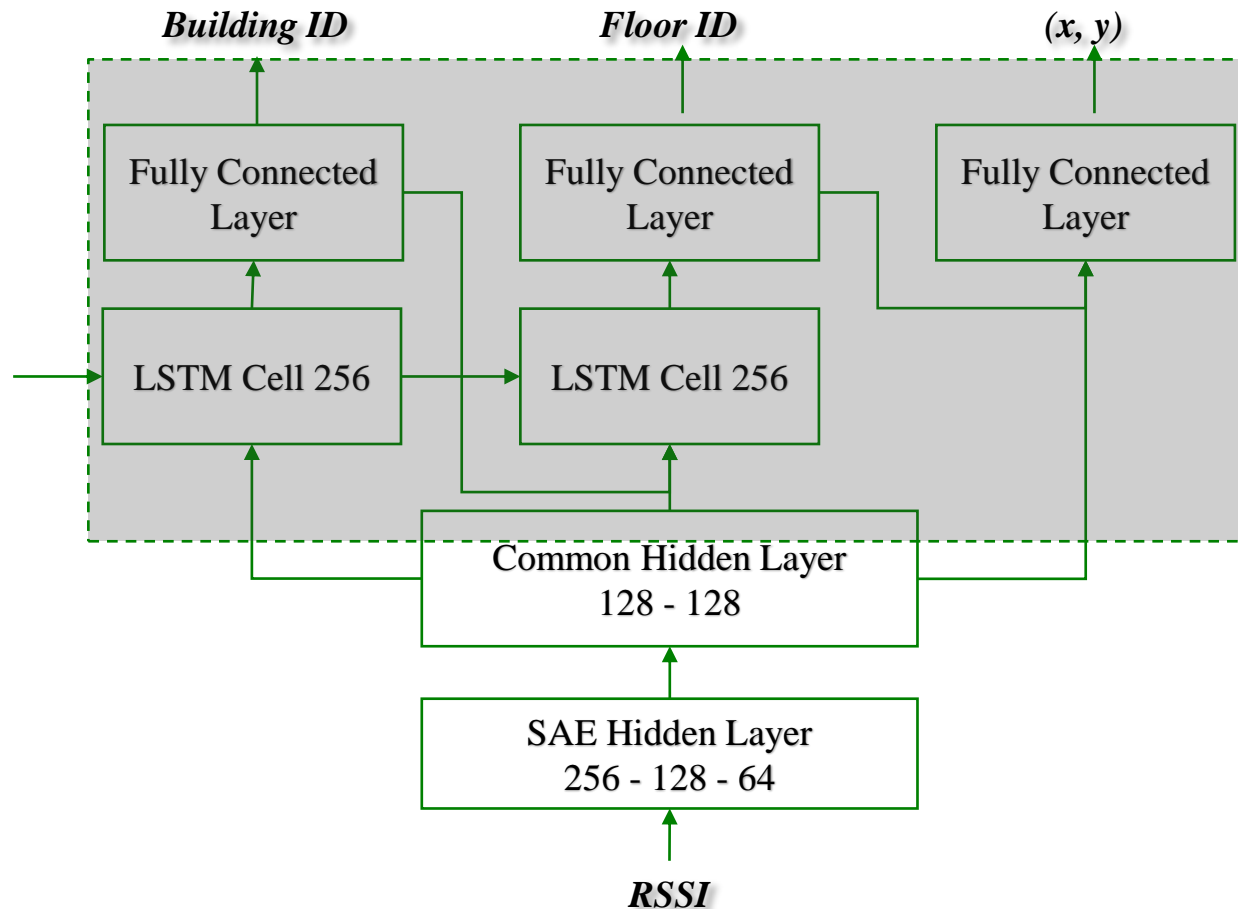 Building ID
Floor ID
(x, y)
Fully Connected
Layer
Fully Connected
Layer
Fully Connected
Layer
LSTM Cell 256
LSTM Cell 256
Common Hidden Layer
128 - 128
SAE Hidden Layer
256 - 128 - 64
RSSI